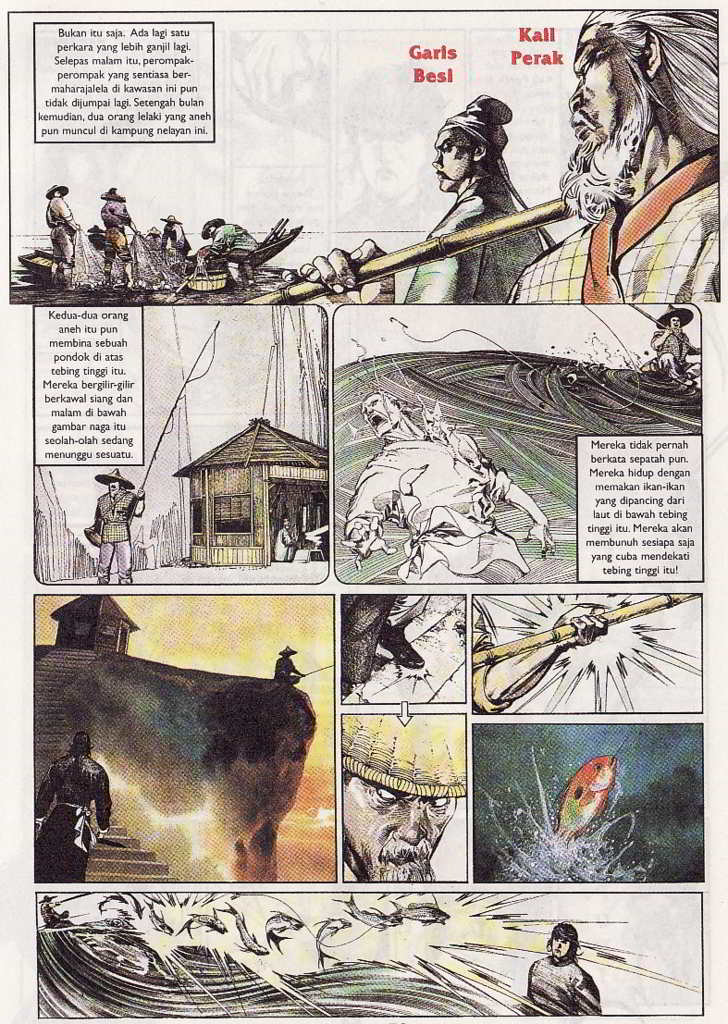 Bukan itu saja. Ada lagi satu
perkara yang lebih ganjil lagi.
Selepas malam itu, perompak-
perompak yang sentiasa ber-
maharajalela di kawasan ini pun
tidak dijumpai lagi. Setengah bulan
kemudian, dua orang lelaki yang aneh
pun muncul di kampung nelayan ini.
Garis
Besi
Kail
Perak
Kedua-dua orang
aneh itu pun
membina sebuah
pondok di atas
tebing tinggi itu.
Mereka bergilir-gilir
berkawal siang dan
malam di bawah
gambar naga itu
seolah-olah sedang
menunggu sesuatu.
Mereka tidak pernah
berkata sepatah pun.
Mereka hidup dengan
memakan ikan-ikan
yang dipancing dari
laut di bawah tebing
tinggi itu. Mereka akan
membunuh sesiapa saja
yang cuba mendekati
tebing tinggi itu!